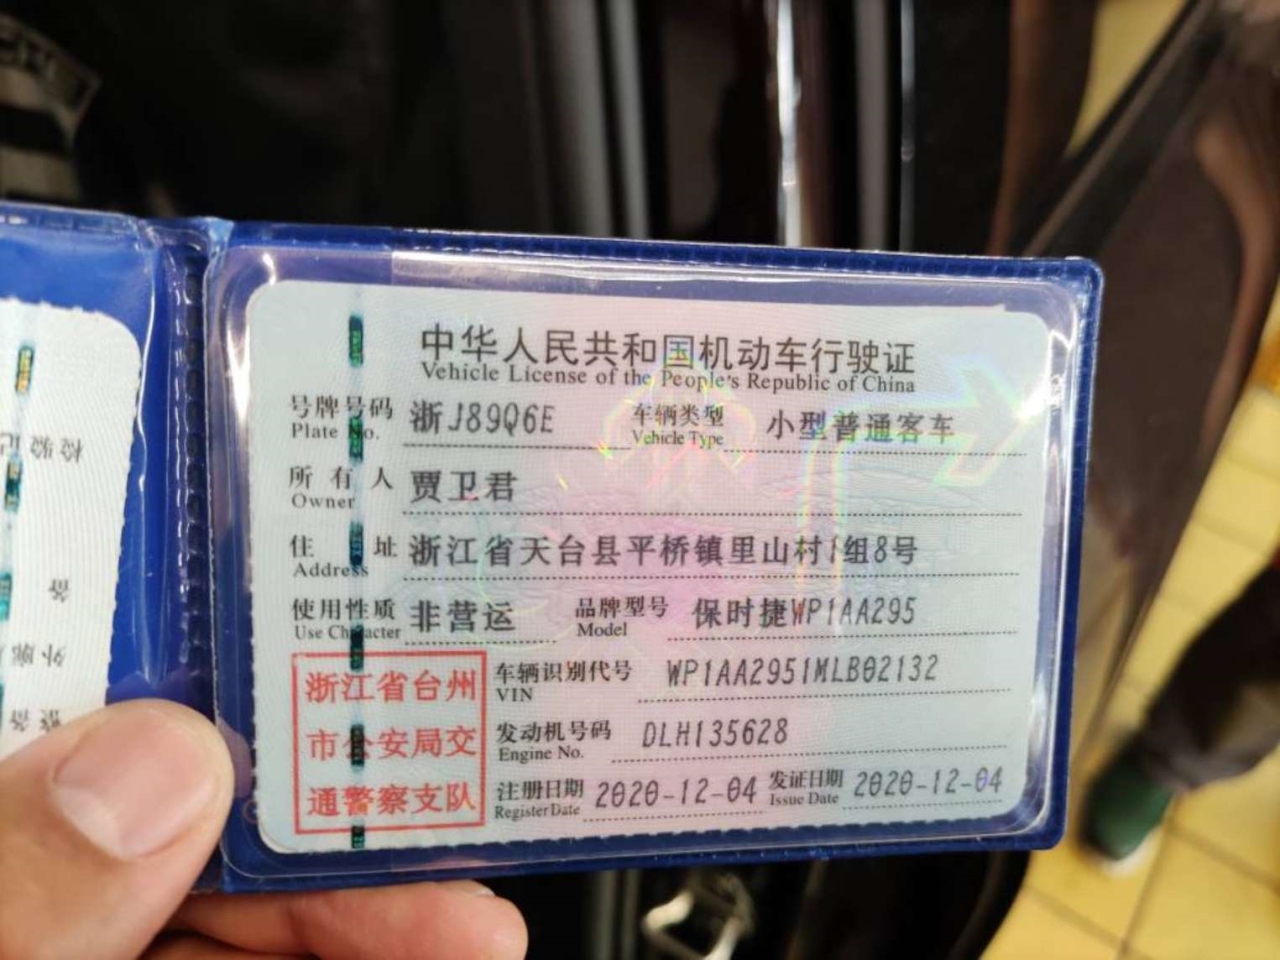 中华人民共和国机动车行驶证
Vehicle License of the People's Republic of China
号牌号码 浙J89Q6E 车辆类型 小型普通客车
Plate No. Vehicle Type
所有人 贾卫君
Owner
住址 浙江省天台县平桥镇里山村1组8号
Address
使用性质 非营运 品牌型号 保时捷WP1AA295
Use Character Model
浙江省台州
市公安局交
通警察支队
车辆识别代号 WP1AA2951MLB02132
VIN
发动机号码 DLH135628
Engine No.
注册日期 2020-12-04 发证日期 2020-12-04
Register Date Issue Date
检验记